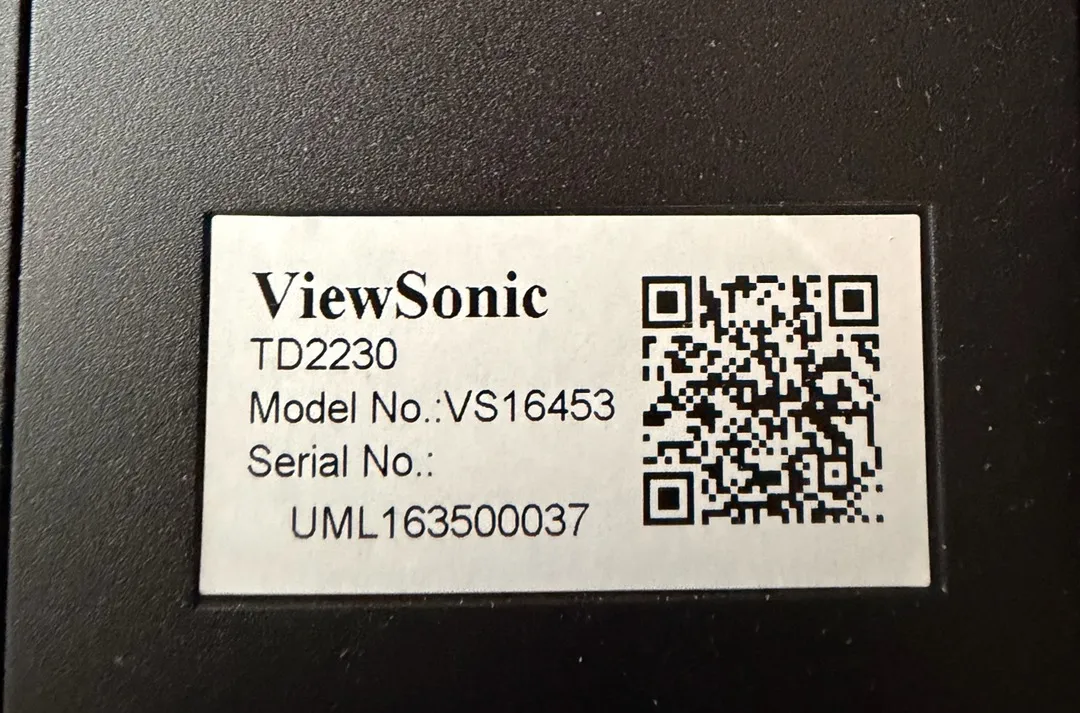 ViewSonic
TD2230
Model No.:VS16453
Serial No.:
UML163500037